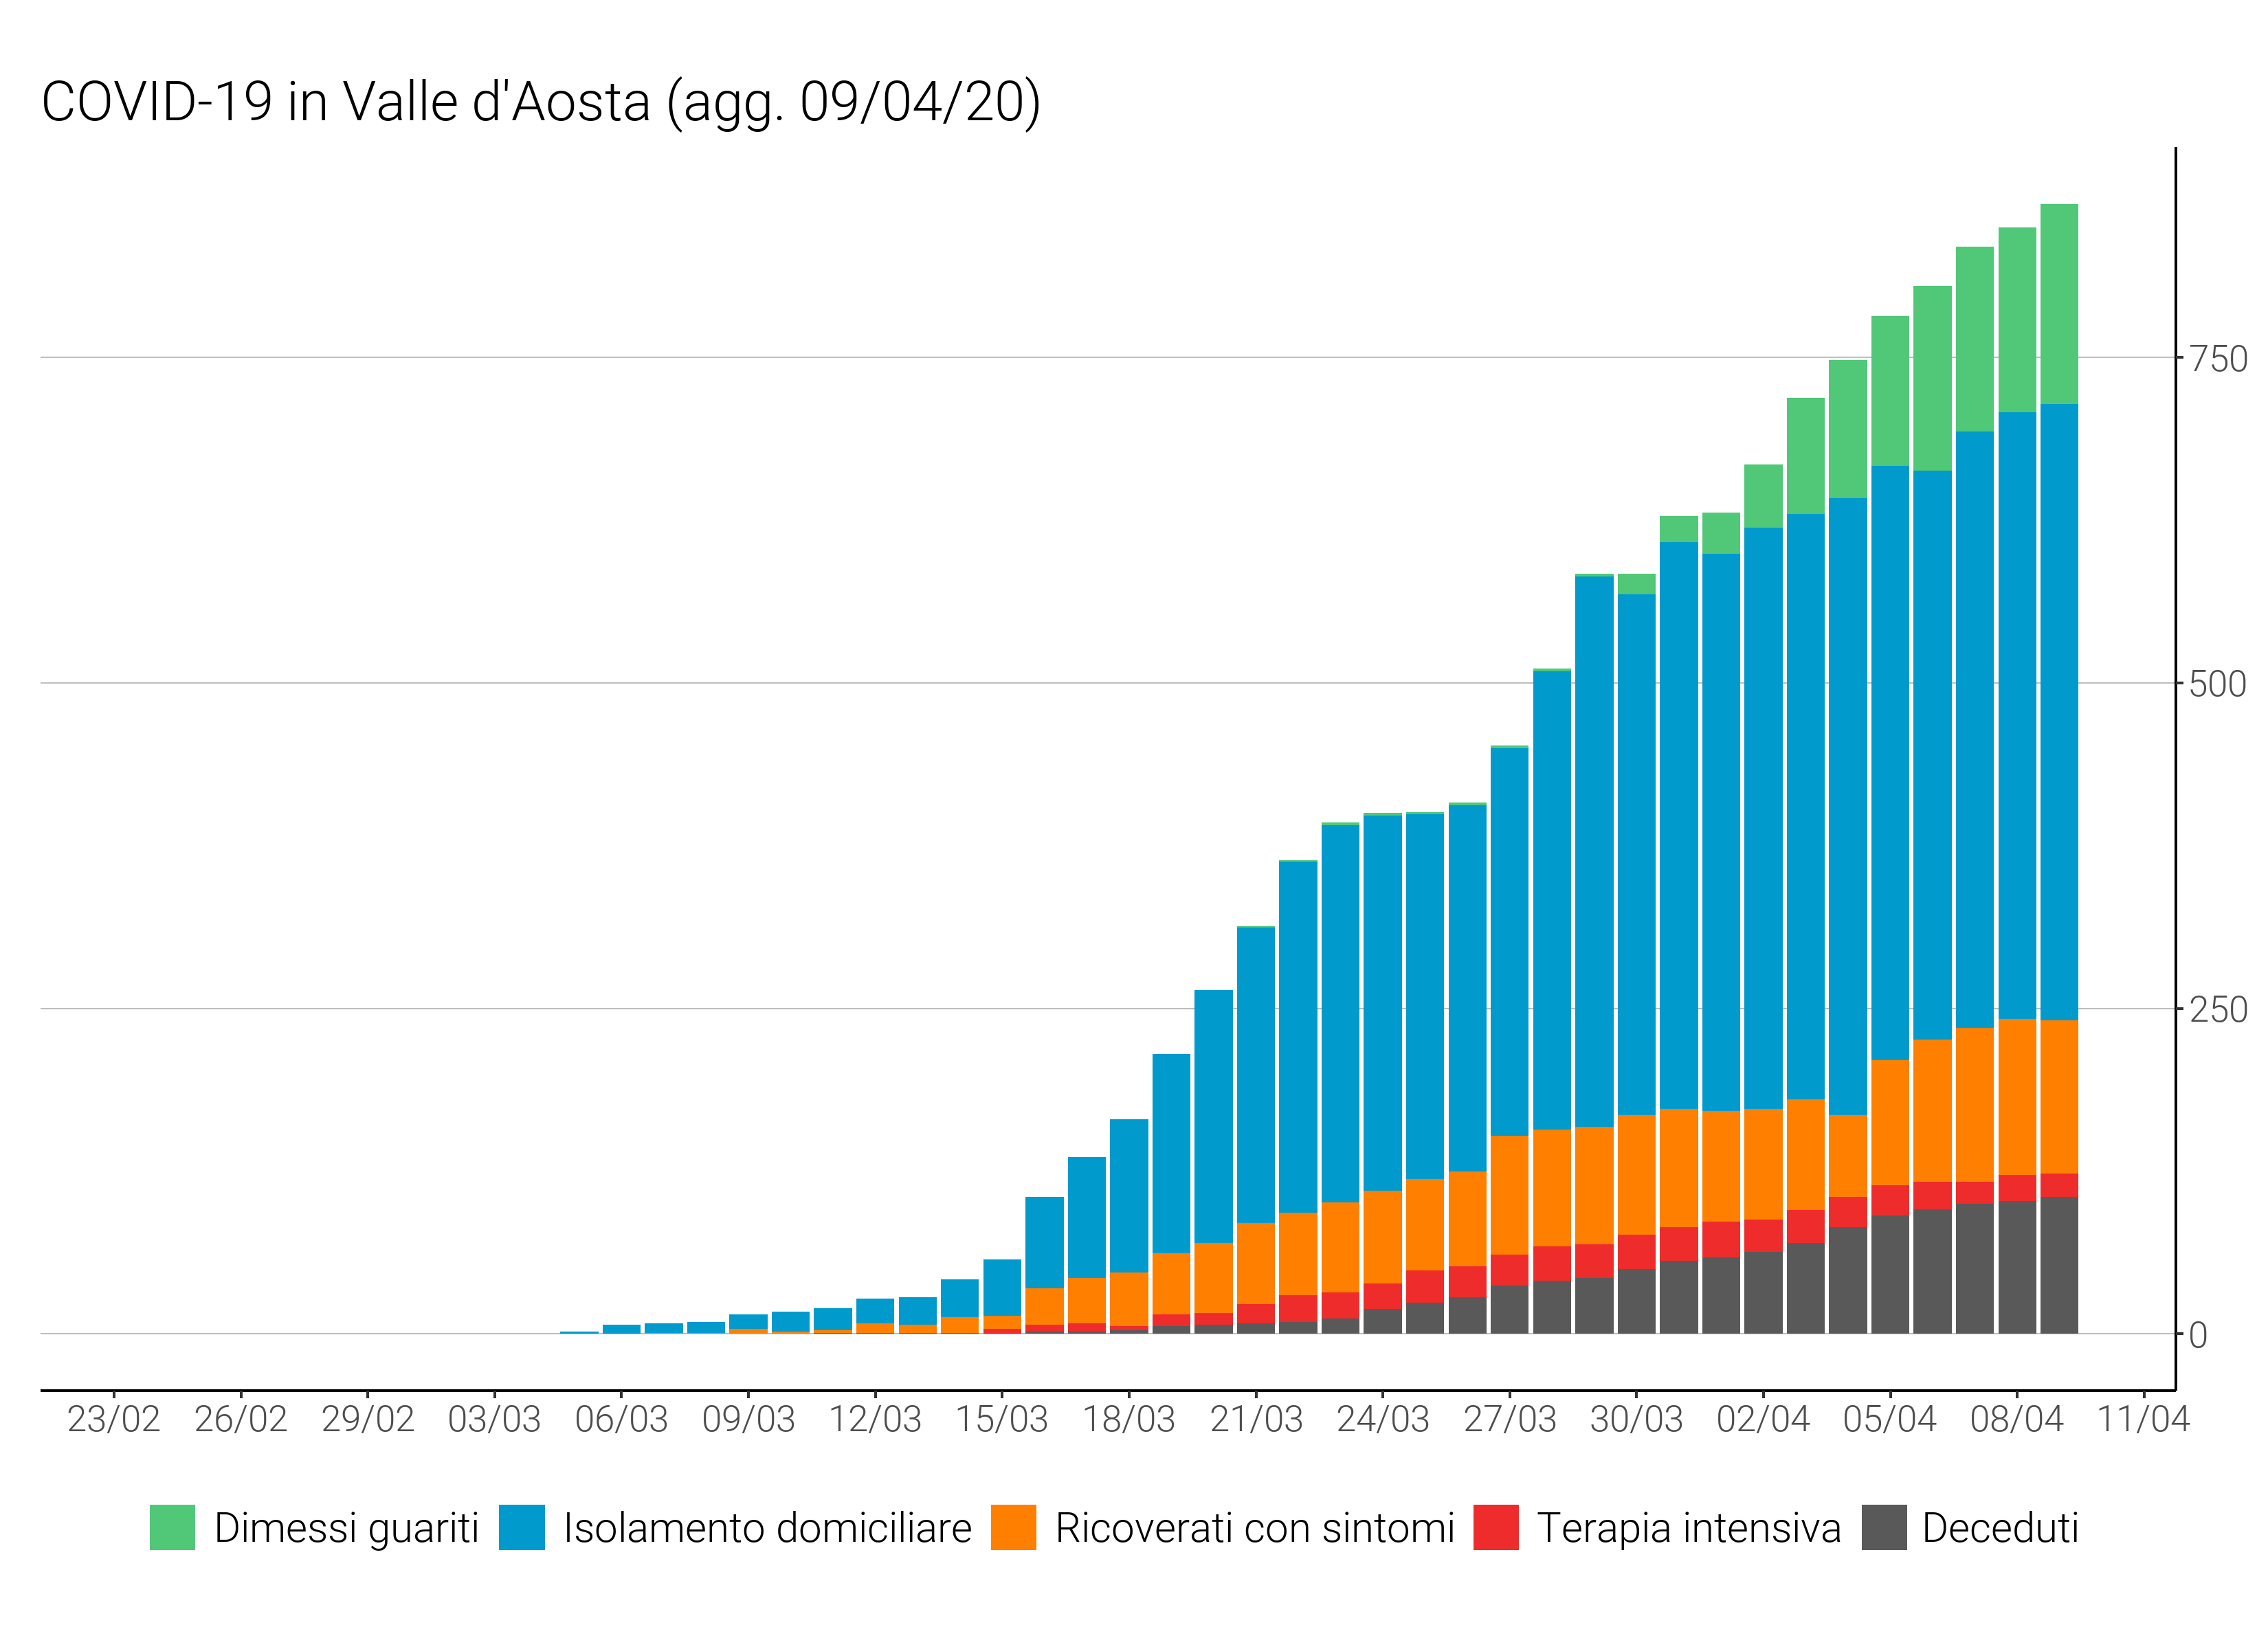 COVID-19 in Valle d'Aosta (agg. 09/04/20)
750
500
250
0
23/02 26/02 29/02 03/03 06/03 09/03 12/03 15/03 18/03 21/03 24/03 27/03 30/03 02/04 05/04 08/04 11/04
Dimessi guariti Isolamento domiciliare Ricoverati con sintomi Terapia intensiva Deceduti